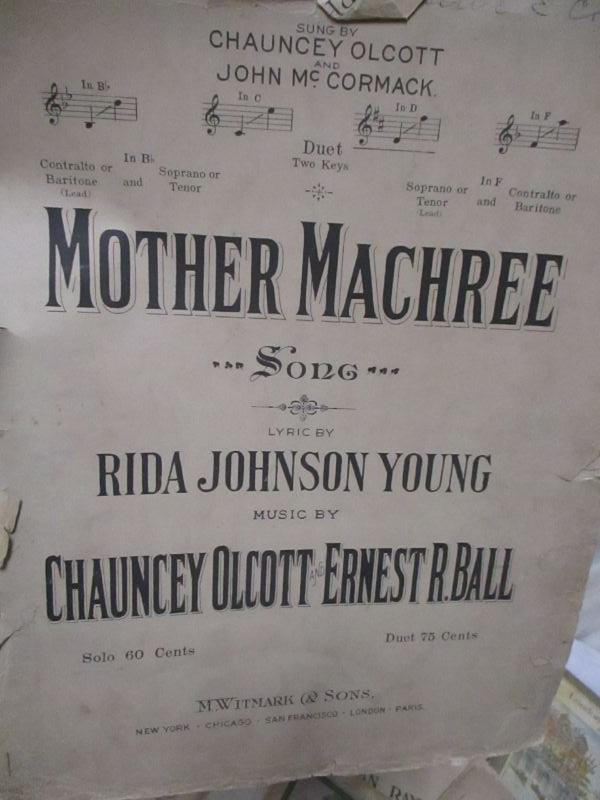 SUNG BY
CHAUNCEY OLCOTT
AND
JOHN Mc CORMACK.
In B♭
In C
In D
In F
Duet
Two Keys
In B♭
Contralto or Baritone (Lead) and Soprano or Tenor
In F
Soprano or Tenor (Lead) and Contralto or Baritone
MOTHER MACHREE
Song
LYRIC BY
RIDA JOHNSON YOUNG
MUSIC BY
CHAUNCEY OLCOTT AND ERNEST R. BALL
Solo 60 Cents
Duet 75 Cents
M. WITMARK & SONS.
NEW YORK · CHICAGO · SAN FRANCISCO · LONDON · PARIS.